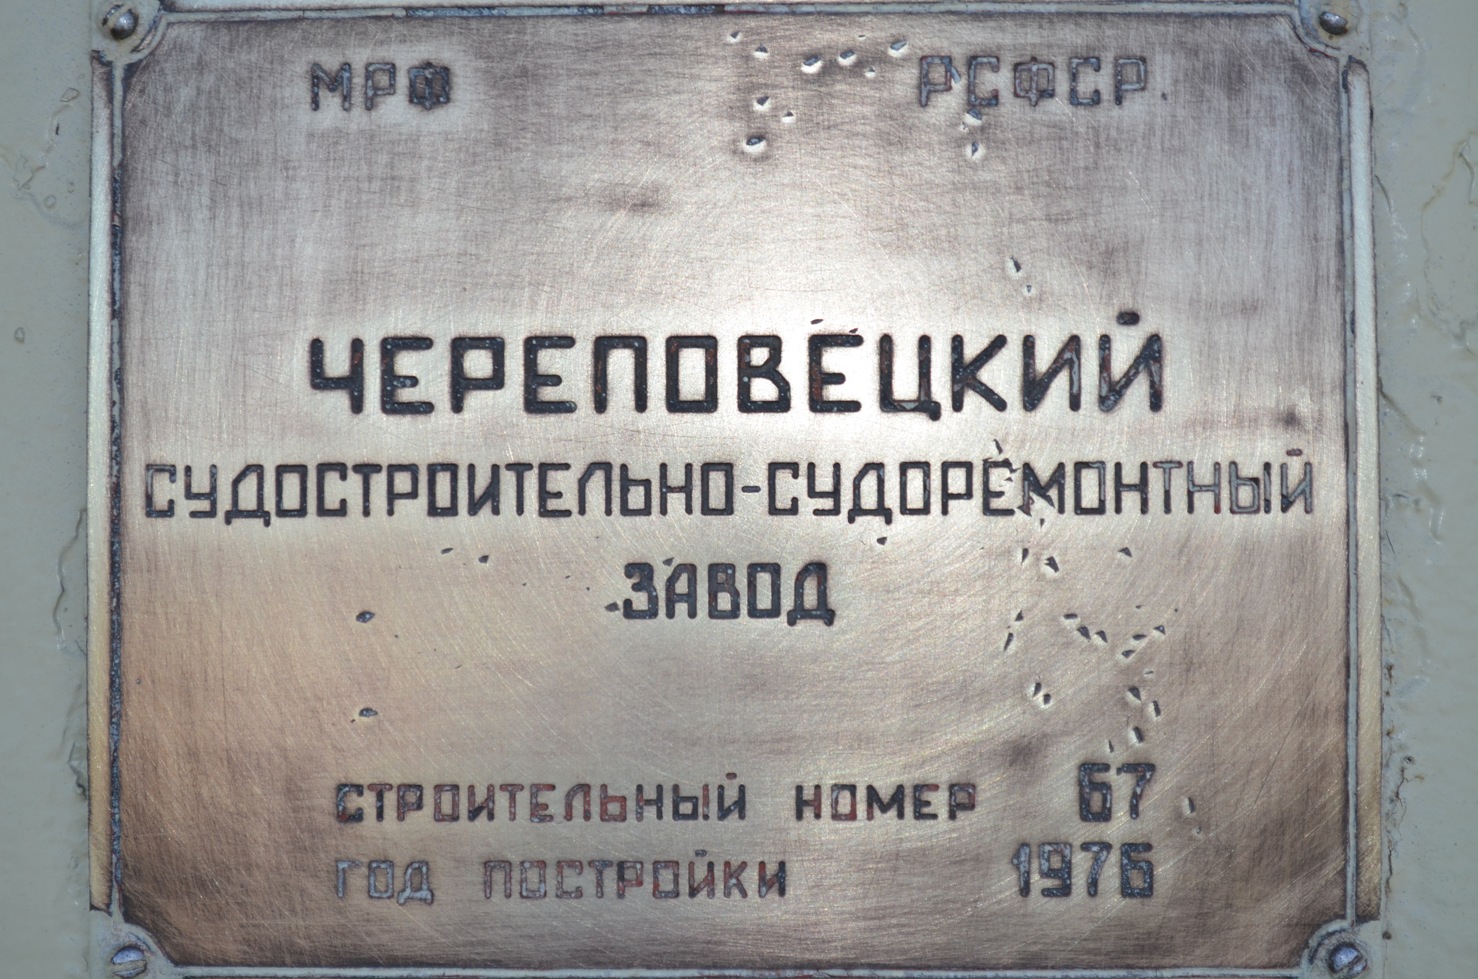 МРФ РСФСР
ЧЕРЕПОВЕЦКИЙ
СУДОСТРОИТЕЛЬНО-СУДОРЕМОНТНЫЙ
ЗАВОД
СТРОИТЕЛЬНЫЙ НОМЕР 67
ГОД ПОСТРОЙКИ 1976